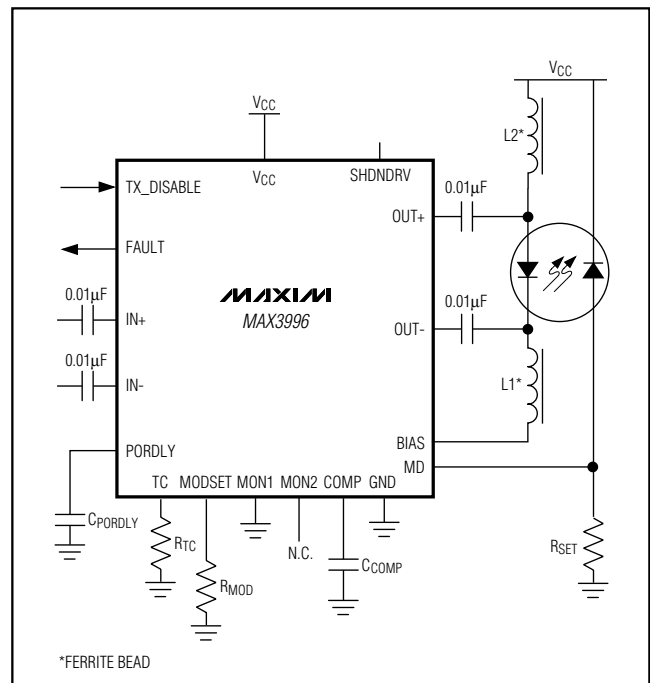 VCC
L2*
VCC
VCC
SHDNDRV
TX_DISABLE
0.01μF
OUT+
FAULT
0.01μF
MAXIM
MAX3996
0.01μF
IN+
OUT-
0.01μF
IN-
L1*
BIAS
PORDLY
MD
TC MODSET MON1 MON2 COMP GND
CPORDLY
RTC
N.C.
CCOMP
RSET
RMOD
*FERRITE BEAD